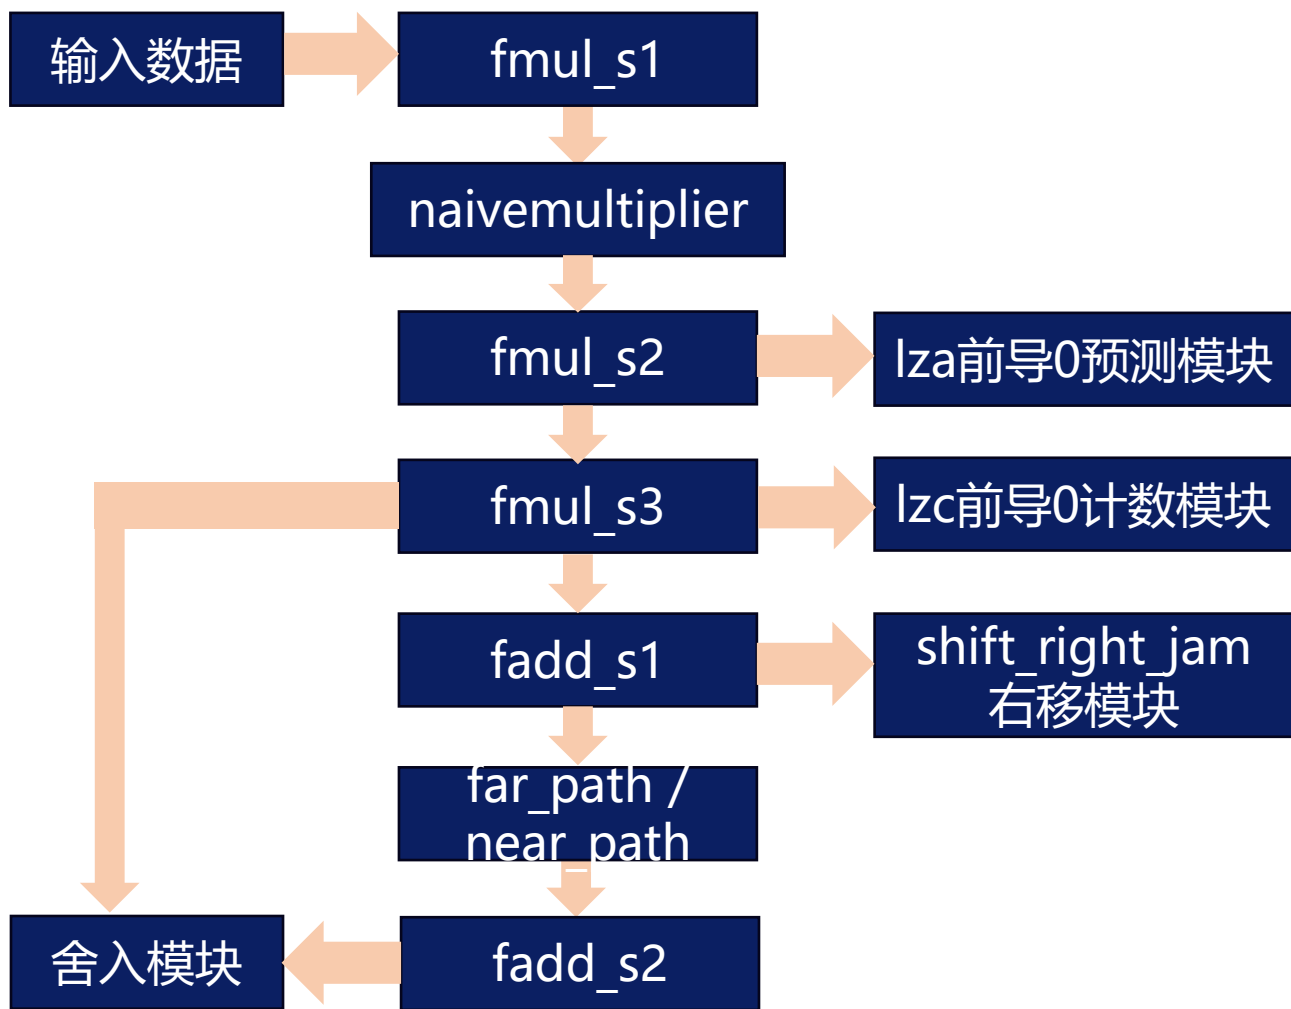 输入数据
fmul_s1
naivemultiplier
fmul_s2
lza前导0预测模块
fmul_s3
lzc前导0计数模块
fadd_s1
shift_right_jam
右移模块
far_path /
near_path
舍入模块
fadd_s2